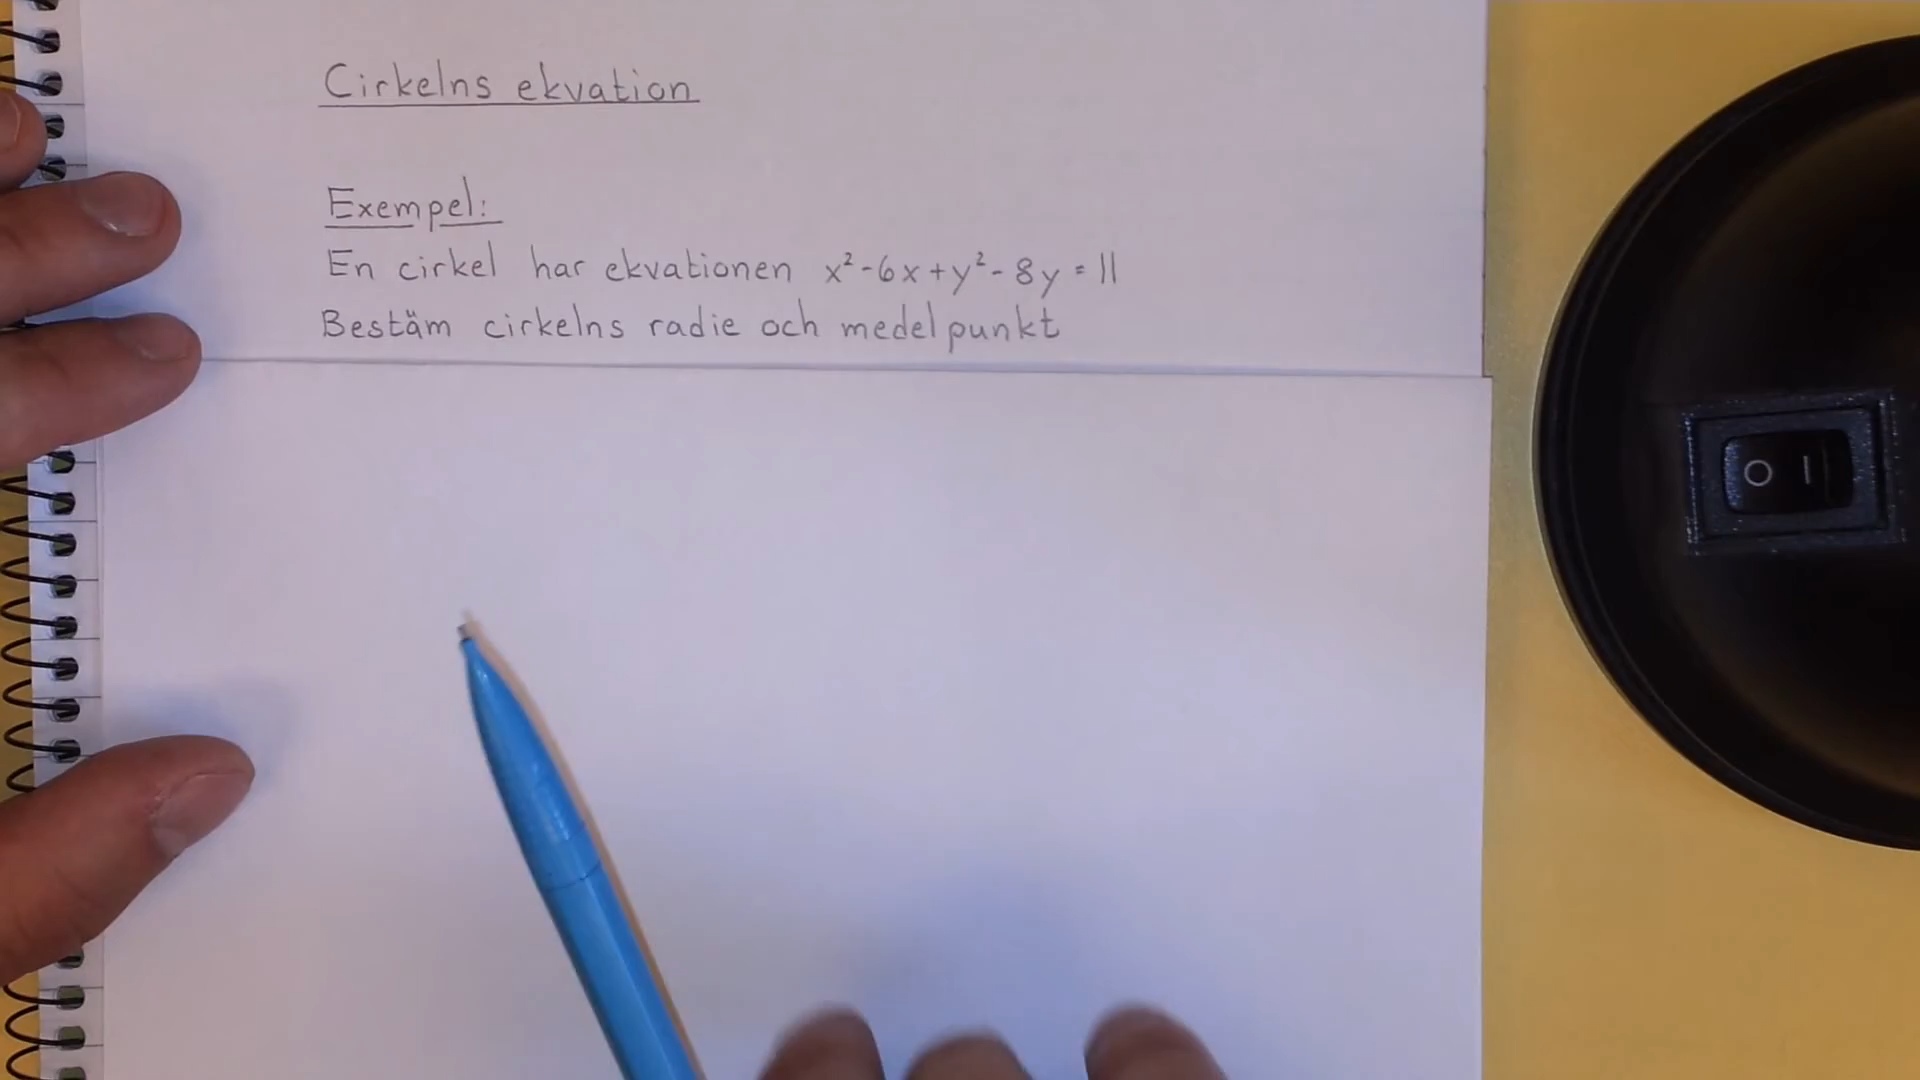 Cirkelns ekvation
Exempel:
En cirkel har ekvationen x²-6x+y²-8y=11
Bestäm cirkelns radie och medelpunkt
O I